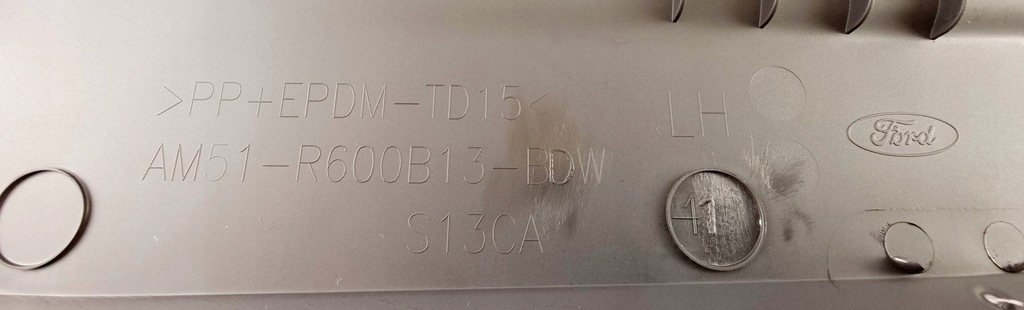 >PP+EPDM-TD15<
LH
Ford
AM51-R600B13-BDW
41
S13CA